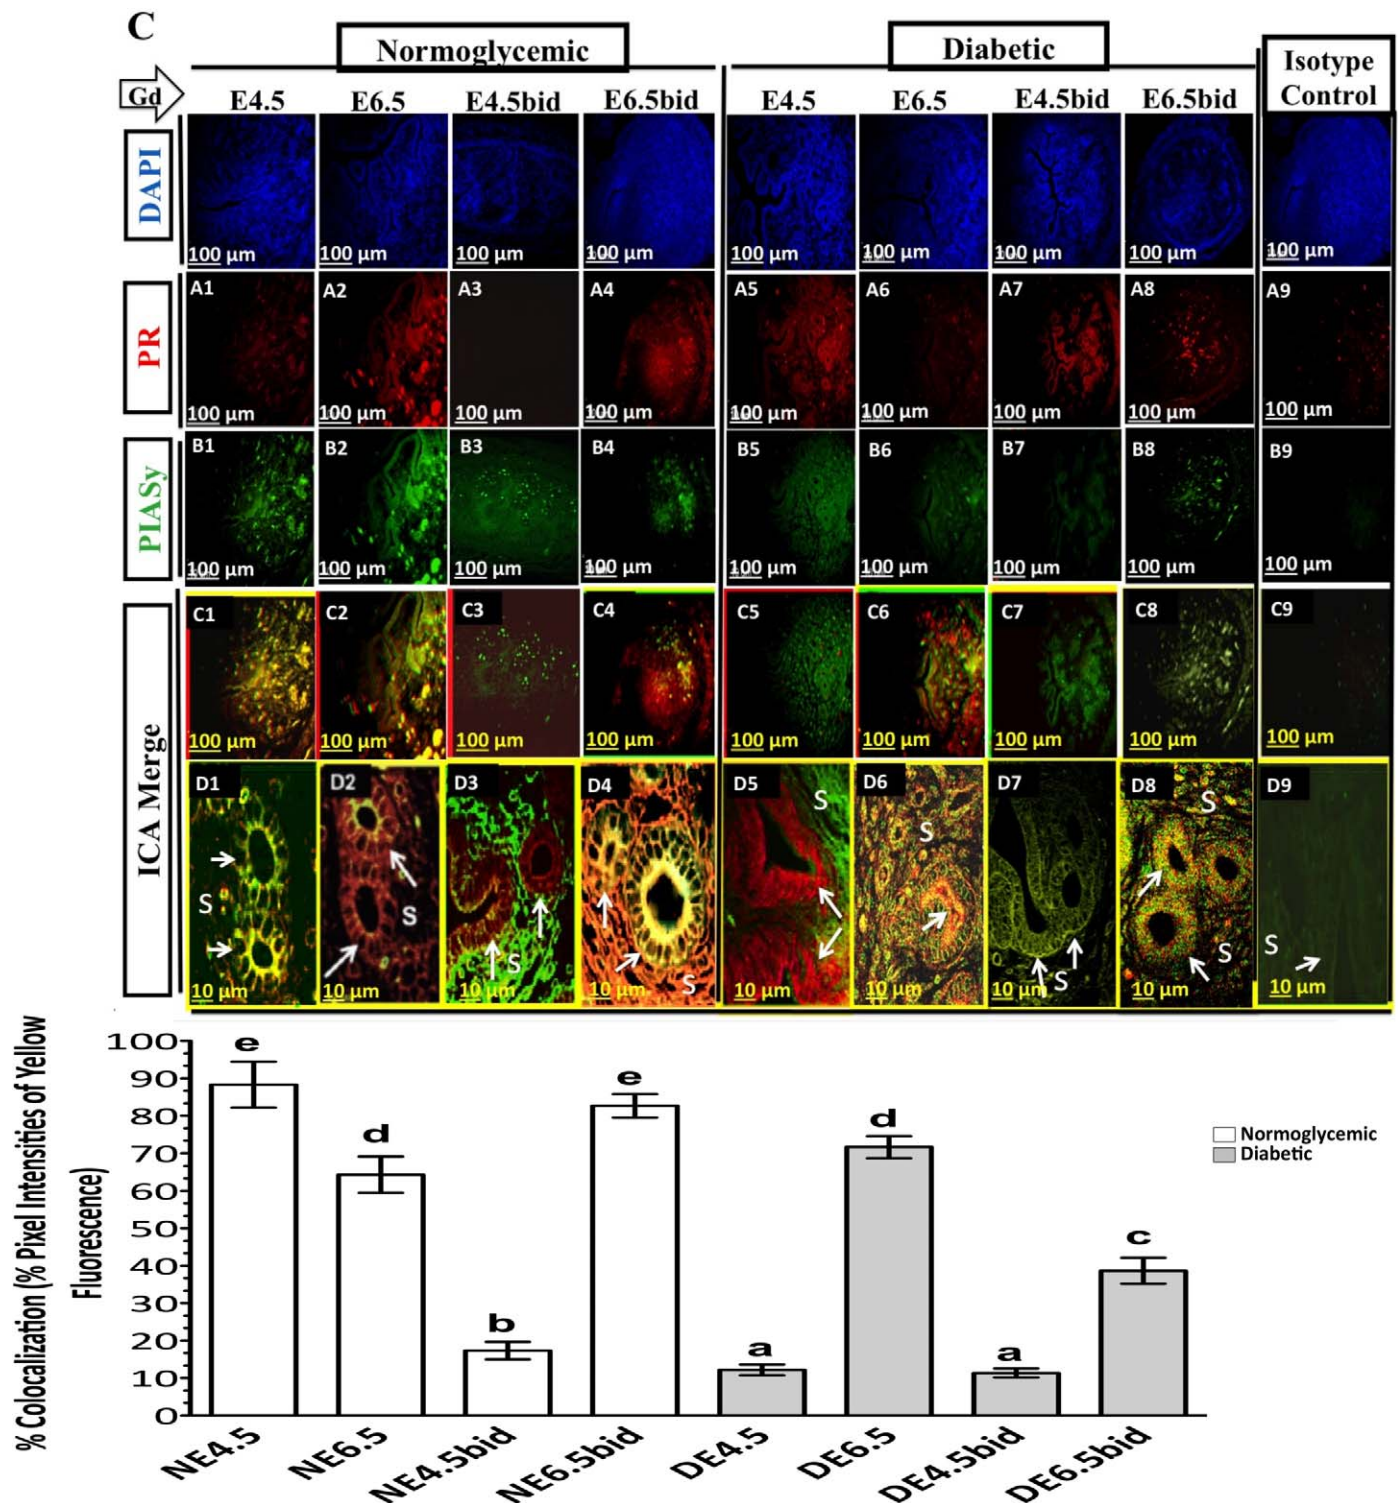 C
Normoglycemic
Diabetic
Isotype
Control
Gd
E4.5 E6.5 E4.5bid E6.5bid E4.5 E6.5 E4.5bid E6.5bid
DAPI
100 µm 100 µm 100 µm 100 µm 100 µm 100 µm 100 µm 100 µm 100 µm
PR
A1 A2 A3 A4 A5 A6 A7 A8 A9
100 µm 100 µm 100 µm 100 µm 100 µm 100 µm 100 µm 100 µm 100 µm
PIASy
B1 B2 B3 B4 B5 B6 B7 B8 B9
100 µm 100 µm 100 µm 100 µm 100 µm 100 µm 100 µm 100 µm 100 µm
ICA Merge
C1 C2 C3 C4 C5 C6 C7 C8 C9
100 µm 100 µm 100 µm 100 µm 100 µm 100 µm 100 µm 100 µm 100 µm
D1 D2 D3 D4 D5 D6 D7 D8 D9
S S S S S S S S S
10 µm 10 µm 10 µm 10 µm 10 µm 10 µm 10 µm 10 µm 10 µm
% Colocalization (% Pixel Intensities of Yellow
Fluorescence)
100
90
80
70
60
50
40
30
20
10
0
e d b e a d a c
Normoglycemic
Diabetic
NE4.5 NE6.5 NE4.5bid NE6.5bid DE4.5 DE6.5 DE4.5bid DE6.5bid